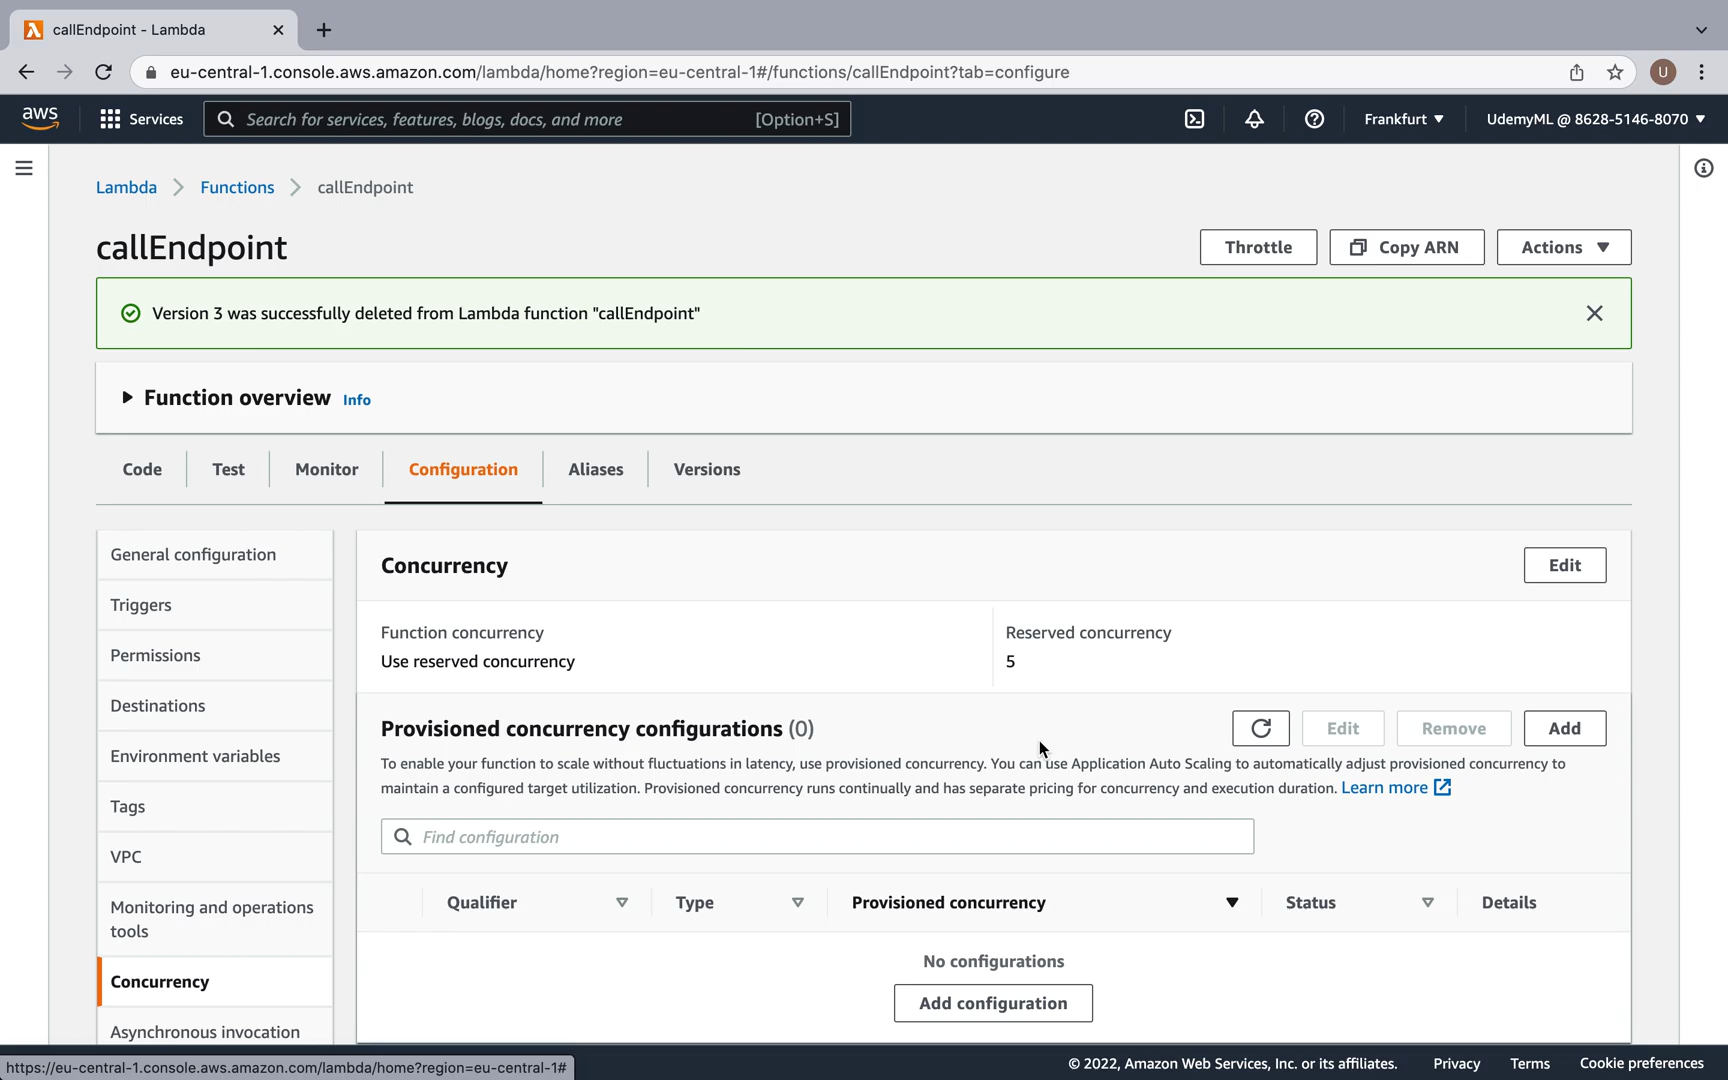 callEndpoint - Lambda
eu-central-1.console.aws.amazon.com/lambda/home?region=eu-central-1#/functions/callEndpoint?tab=configure
U
aws
Services
Search for services, features, blogs, docs, and more
[Option+S]
Frankfurt
UdemyML @ 8628-5146-8070
Lambda
Functions
callEndpoint
callEndpoint
Throttle
Copy ARN
Actions
Version 3 was successfully deleted from Lambda function "callEndpoint"
Function overview Info
Code
Test
Monitor
Configuration
Aliases
Versions
General configuration
Triggers
Permissions
Destinations
Environment variables
Tags
VPC
Monitoring and operations
tools
Concurrency
Asynchronous invocation
Concurrency
Edit
Function concurrency
Use reserved concurrency
Reserved concurrency
5
Provisioned concurrency configurations (0)
Edit
Remove
Add
To enable your function to scale without fluctuations in latency, use provisioned concurrency. You can use Application Auto Scaling to automatically adjust provisioned concurrency to
maintain a configured target utilization. Provisioned concurrency runs continually and has separate pricing for concurrency and execution duration. Learn more
Find configuration
Qualifier
Type
Provisioned concurrency
Status
Details
No configurations
Add configuration
https://eu-central-1.console.aws.amazon.com/lambda/home?region=eu-central-1#
© 2022, Amazon Web Services, Inc. or its affiliates.
Privacy
Terms
Cookie preferences